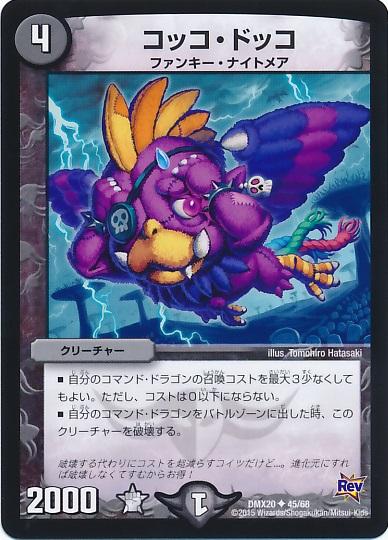 4
コッコ・ドッコ
ファンキー・ナイトメア
クリーチャー
illus. Tomohiro Hatasaki
■ 自分のコマンド・ドラゴンの召喚コストを最大3少なくして
もよい。ただし、コストは0以下にならない。
■ 自分のコマンド・ドラゴンをバトルゾーンに出した時、この
クリーチャーを破壊する。
破壊する代わりにコストを超減らすコイツだけど…。進化元にすれ
ば破壊しなくてすむからお得！
Rev
2000
DMX20 45/68
©2015 Wizards/Shogakukan/Mitsui-Kids